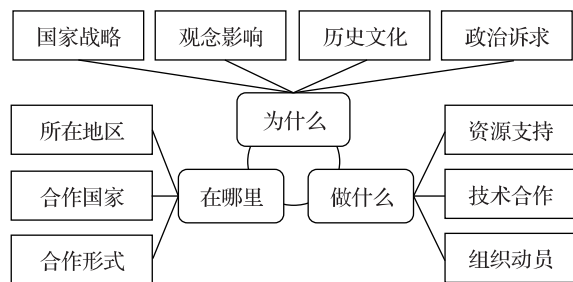 国家战略
观念影响
历史文化
政治诉求
为什么
所在地区
资源支持
合作国家
在哪里
做什么
技术合作
合作形式
组织动员